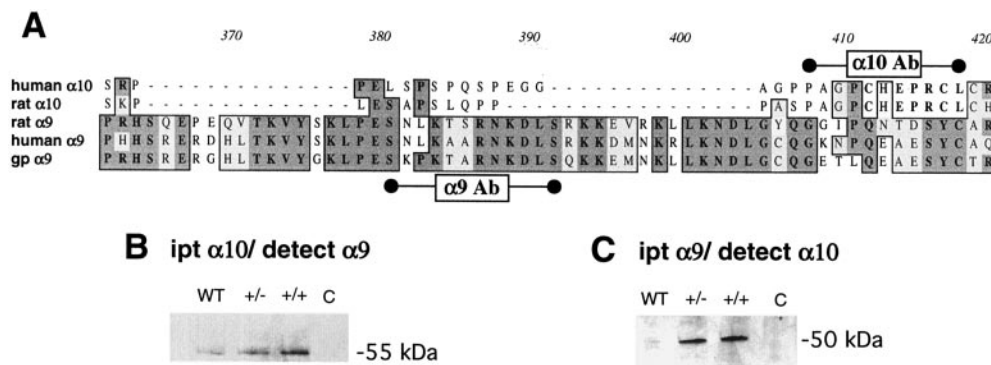 A
370 380 390 400 410 420
α10 Ab
human α10 S R P - - - - - - - - - - - - - - P E L S P S P Q S P E G G - - - - - - - - - - - - - - A G P P A G P C H E P R C L C R
rat α10 S K P - - - - - - - - - - - - - - L E S A P S L Q P P - - - - - - - - - - - - - - - - - P A S P A G P C H E P R C L C H
rat α9 P R H S Q E P E Q V T K V Y S K L P E S N L K T S R N K D L S R K K E V R K L L K N D L G Y Q G G I P Q N T D S Y C A R
human α9 P H H S R E R D H L T K V Y S K L P E S N L K A A R N K D L S R K K D M N K R L K N D L G C Q G K N P Q E A E S Y C A Q
gp α9 P R H S R E R G H L T K V Y G K L P E S K P K T A R N K D L S Q K K E M N K L L K N D L G C Q G E T L Q E A E S Y C T R
α9 Ab
B ipt α10/ detect α9
WT +/- +/+ C
-55 kDa
C ipt α9/ detect α10
WT +/- +/+ C
-50 kDa